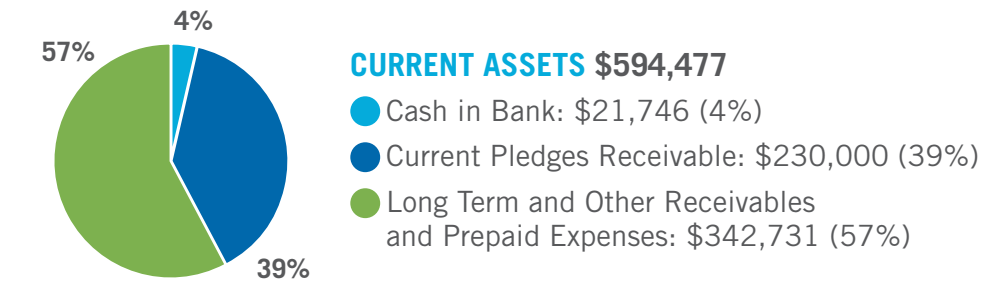 4%
57%
39%
CURRENT ASSETS $594,477
Cash in Bank: $21,746 (4%)
Current Pledges Receivable: $230,000 (39%)
Long Term and Other Receivables
and Prepaid Expenses: $342,731 (57%)